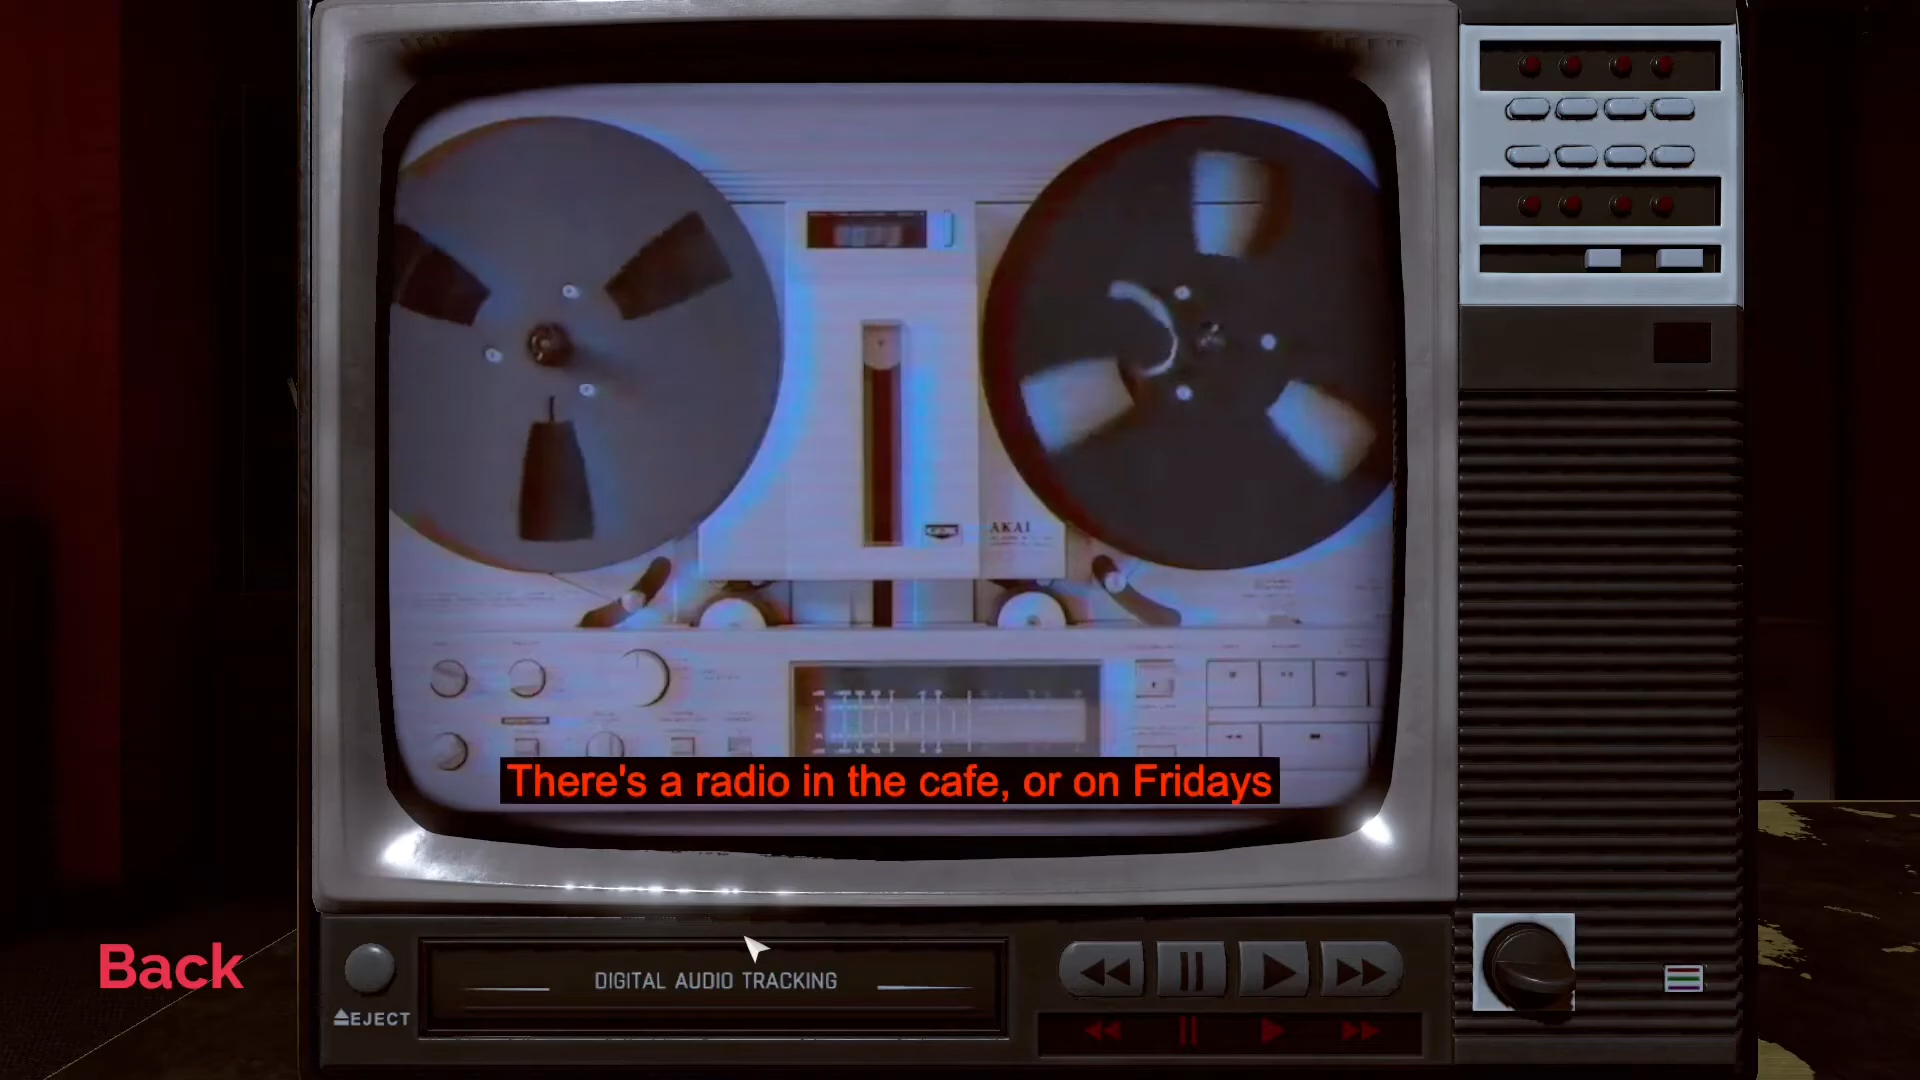 AKAI
There's a radio in the cafe, or on Fridays
Back
DIGITAL AUDIO TRACKING
EJECT